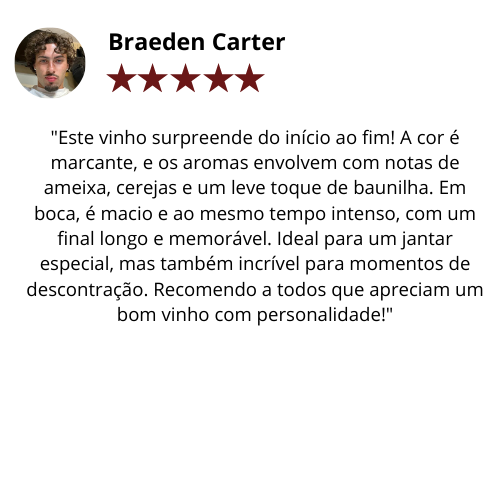 Braeden Carter
"Este vinho surpreende do início ao fim! A cor é
marcante, e os aromas envolvem com notas de
ameixa, cerejas e um leve toque de baunilha. Em
boca, é macio e ao mesmo tempo intenso, com um
final longo e memorável. Ideal para um jantar
especial, mas também incrível para momentos de
descontração. Recomendo a todos que apreciam um
bom vinho com personalidade!"